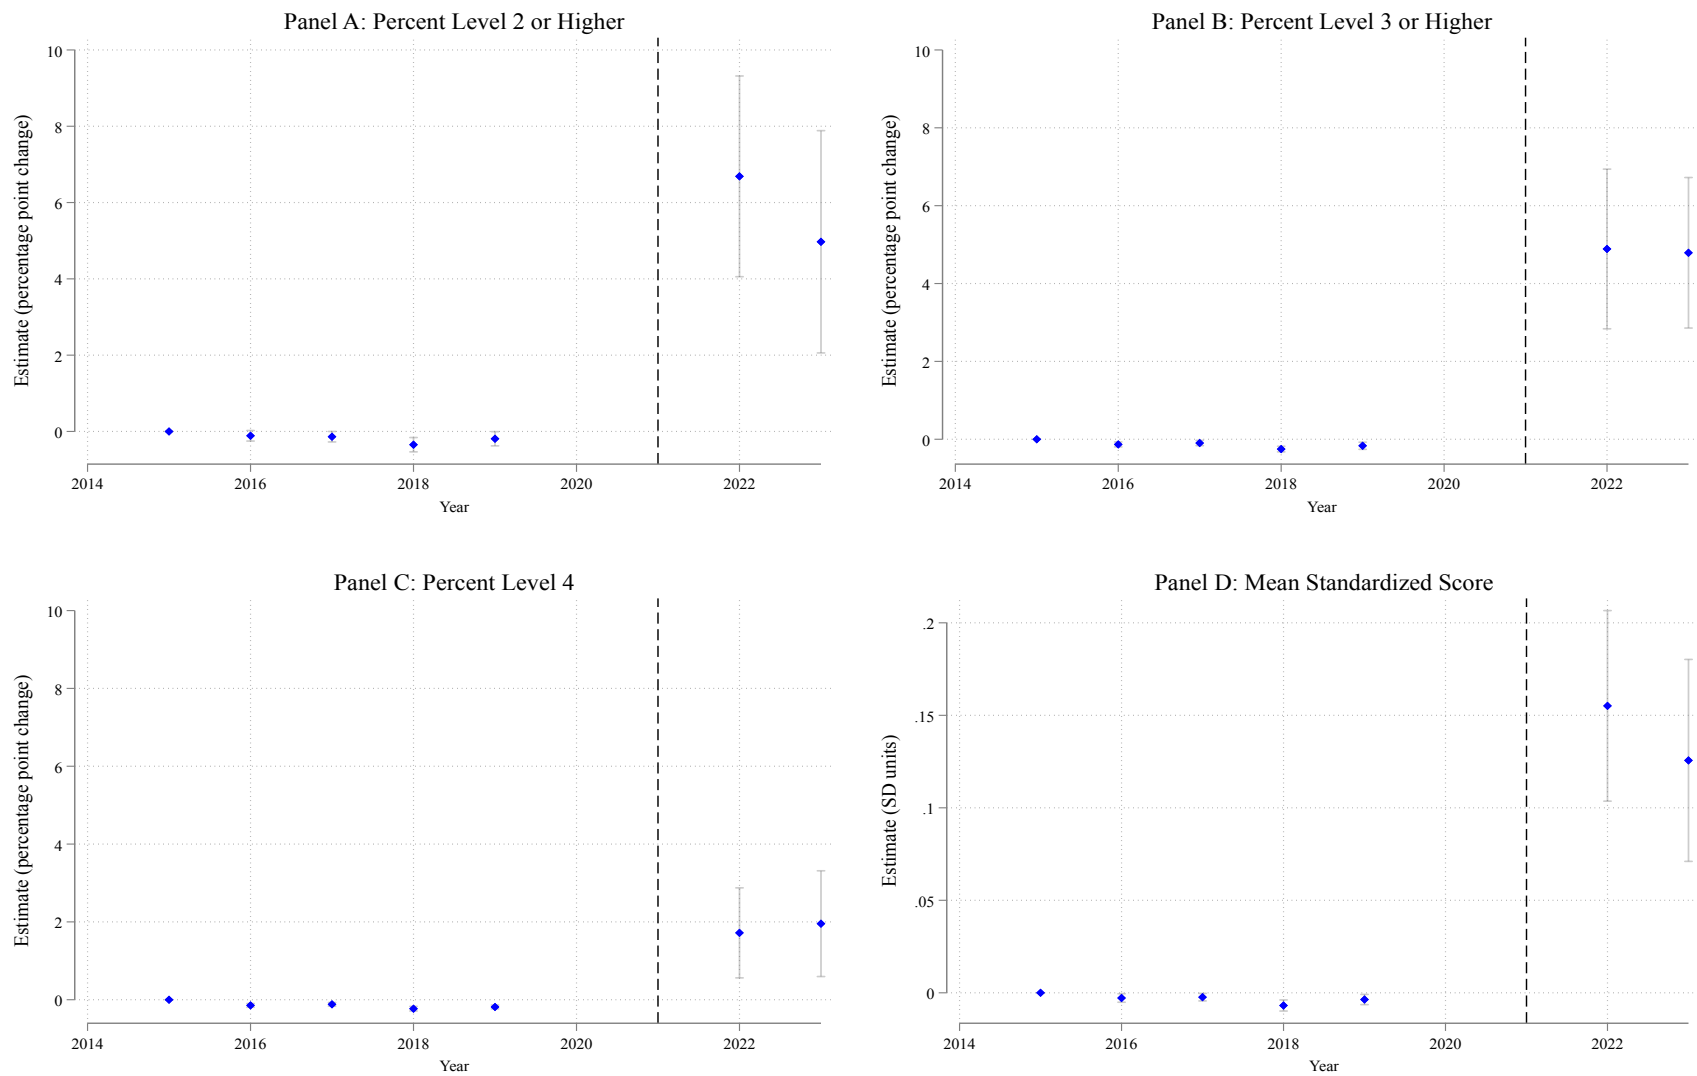 Panel A: Percent Level 2 or Higher
Estimate (percentage point change)
10
8
6
4
2
0
2014 2016 2018 2020 2022
Year
Panel B: Percent Level 3 or Higher
Estimate (percentage point change)
10
8
6
4
2
0
2014 2016 2018 2020 2022
Year
Panel C: Percent Level 4
Estimate (percentage point change)
10
8
6
4
2
0
2014 2016 2018 2020 2022
Year
Panel D: Mean Standardized Score
Estimate (SD units)
.2
.15
.1
.05
0
2014 2016 2018 2020 2022
Year